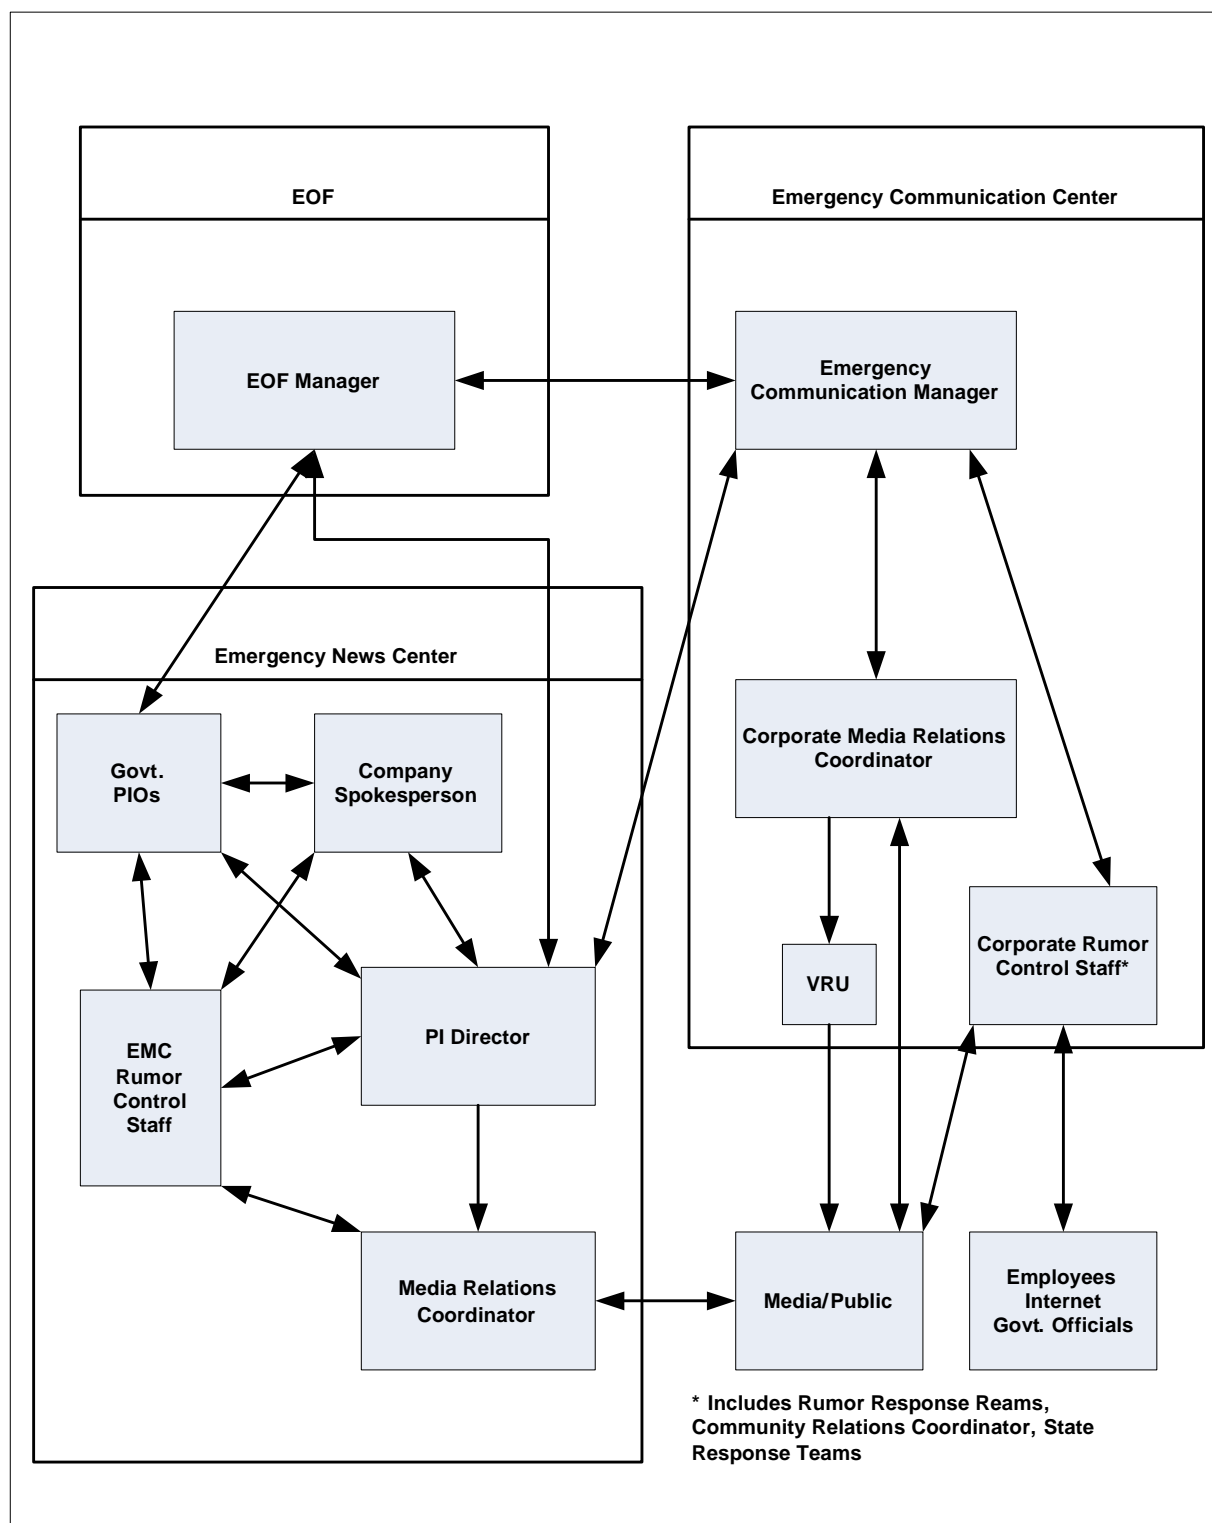 EOF
Emergency Communication Center
EOF Manager
Emergency
Communication Manager
Emergency News Center
Govt.
PIOs
Company
Spokesperson
Corporate Media Relations
Coordinator
Corporate Rumor
Control Staff*
VRU
PI Director
EMC
Rumor
Control
Staff
Media Relations
Coordinator
Media/Public
Employees
Internet
Govt. Officials
* Includes Rumor Response Reams,
Community Relations Coordinator, State
Response Teams